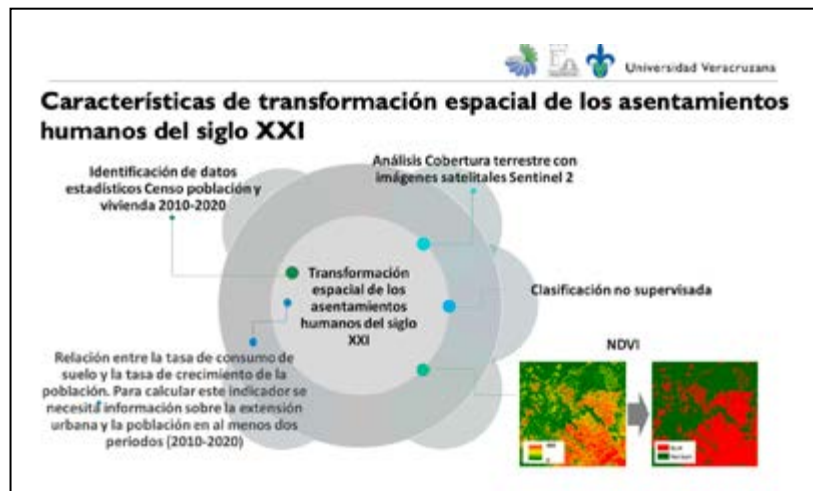 Universidad Veracruzana
Características de transformación espacial de los asentamientos
humanos del siglo XXI
Identificación de datos
estadísticos Censo población y
vivienda 2010-2020
Análisis Cobertura terrestre con
imágenes satelitales Sentinel 2
Transformación
espacial de los
asentamientos
humanos del siglo
XXI
Clasificación no supervisada
Relación entre la tasa de consumo de
suelo y la tasa de crecimiento de la
población. Para calcular este indicador se
necesita información sobre la extensión
urbana y la población en al menos dos
periodos (2010-2020)
NDVI